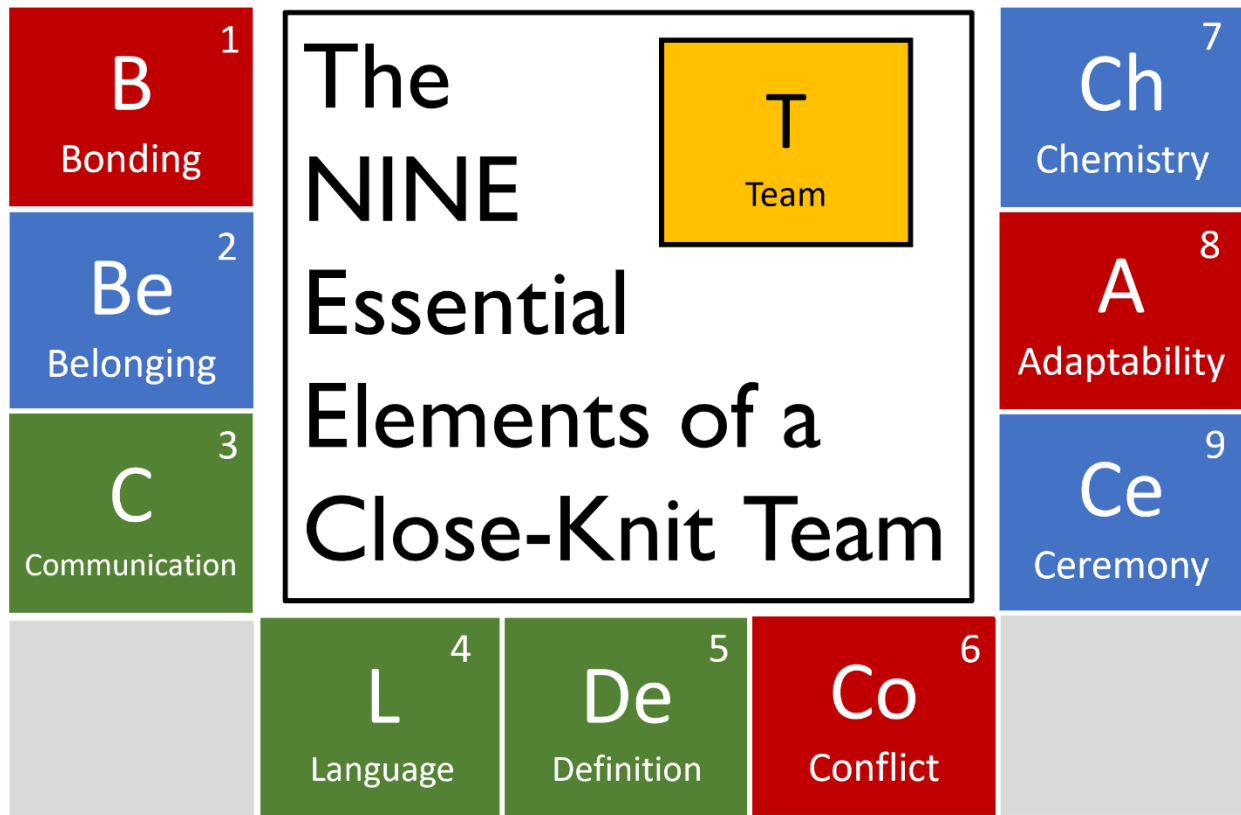 1
B
Bonding
2
Be
Belonging
3
C
Communication
The
NINE
Essential
Elements of a
Close-Knit Team
T
Team
4
L
Language
5
De
Definition
6
Co
Conflict
7
Ch
Chemistry
8
A
Adaptability
9
Ce
Ceremony